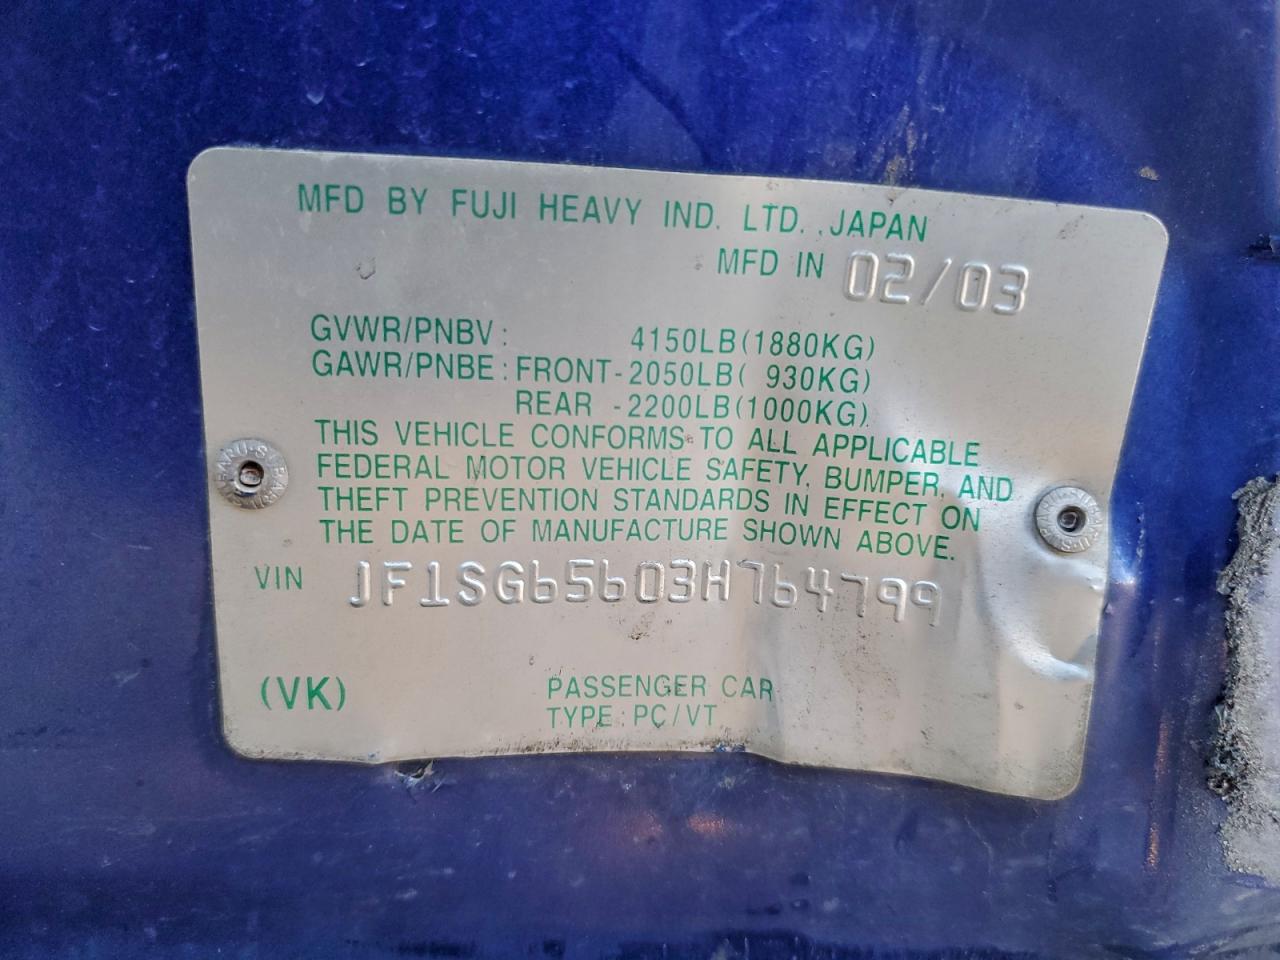 MFD BY FUJI HEAVY IND. LTD. ,JAPAN
MFD IN 02/03
GVWR/PNBV: 4150LB(1880KG)
GAWR/PNBE: FRONT-2050LB( 930KG)
REAR -2200LB(1000KG)
THIS VEHICLE CONFORMS TO ALL APPLICABLE
FEDERAL MOTOR VEHICLE SAFETY, BUMPER, AND
THEFT PREVENTION STANDARDS IN EFFECT ON
THE DATE OF MANUFACTURE SHOWN ABOVE.
VIN JF1SG65603H764799
(VK) PASSENGER CAR
TYPE: PC/VT